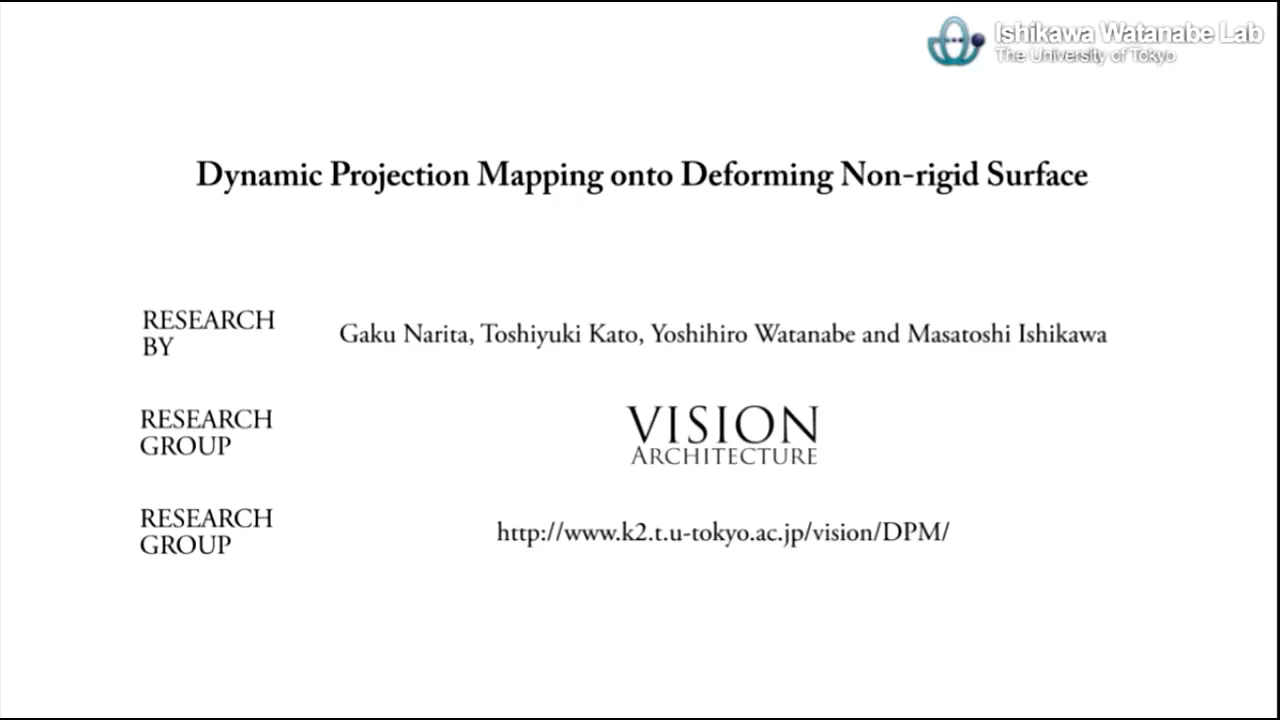 Ishikawa Watanabe Lab
The University of Tokyo
Dynamic Projection Mapping onto Deforming Non-rigid Surface
RESEARCH
BY
Gaku Narita, Toshiyuki Kato, Yoshihiro Watanabe and Masatoshi Ishikawa
RESEARCH
GROUP
VISION
ARCHITECTURE
RESEARCH
GROUP
http://www.k2.t.u-tokyo.ac.jp/vision/DPM/